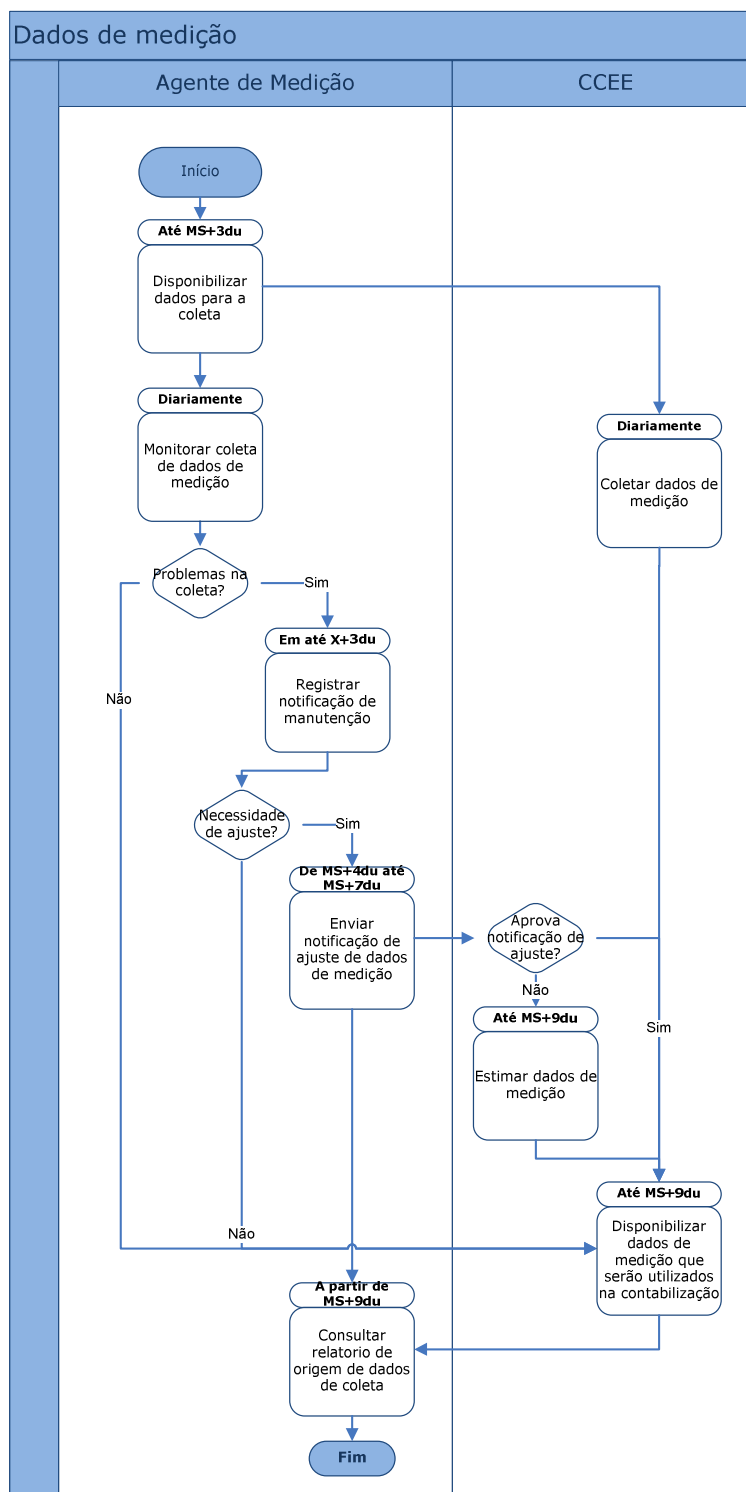 Dados de medição
Agente de Medição
CCEE
Início
Até MS+3du
Disponibilizar
dados para a
coleta
Diariamente
Monitorar coleta
de dados de
medição
Diariamente
Coletar dados de
medição
Problemas na
coleta?
Sim
Não
Em até X+3du
Registrar
notificação de
manutenção
Necessidade
de ajuste?
Sim
De MS+4du até
MS+7du
Enviar
notificação de
ajuste de dados
de medição
Aprova
notificação de
ajuste?
Não
Sim
Até MS+9du
Estimar dados de
medição
Até MS+9du
Disponibilizar
dados de
medição que
serão utilizados
na contabilização
Não
A partir de
MS+9du
Consultar
relatorio de
origem de dados
de coleta
Fim